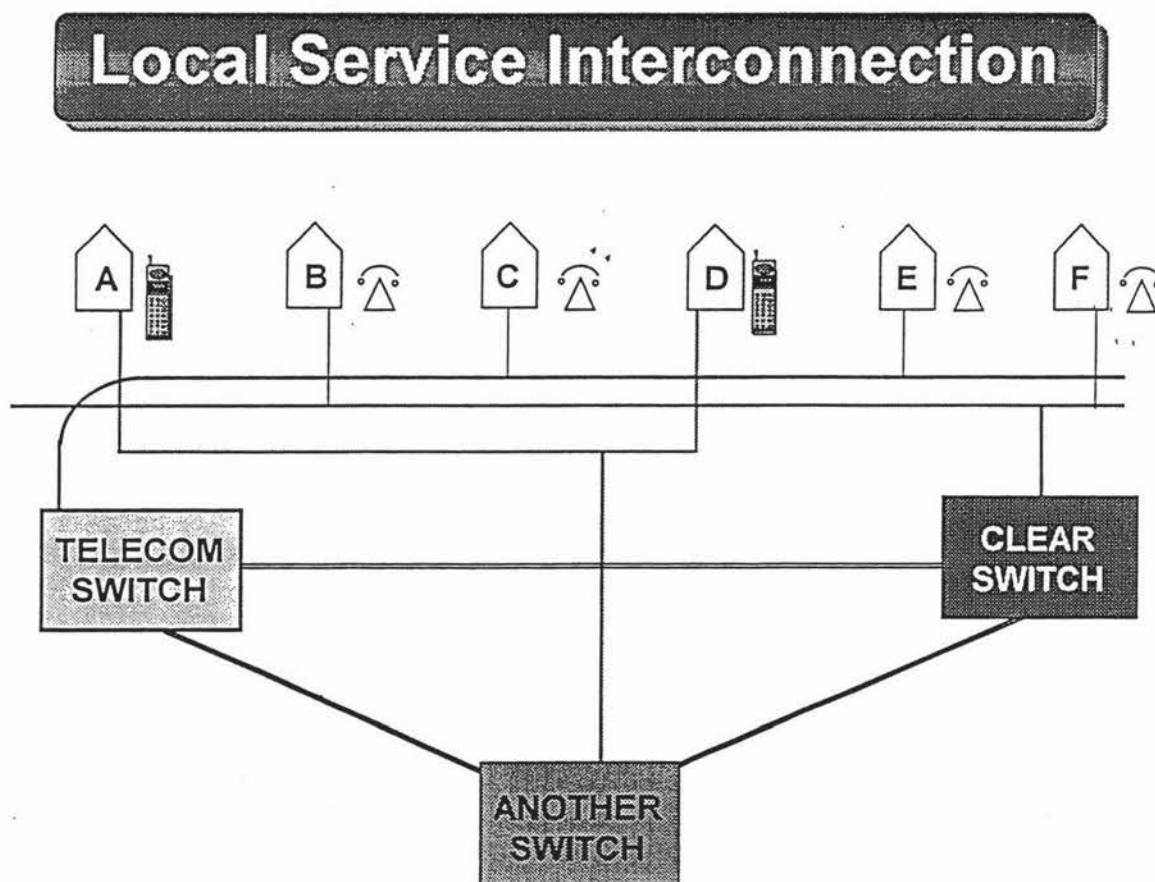 Local Service Interconnection
A B C D E F
TELECOM
SWITCH
CLEAR
SWITCH
ANOTHER
SWITCH